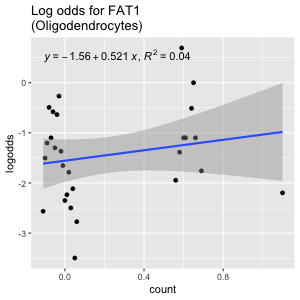 Log odds for FAT1
(Oligodendrocytes)
y = −1.56 + 0.521 x, R² = 0.04
0
-1
-2
-3
0.0 0.4 0.8
count
logodds